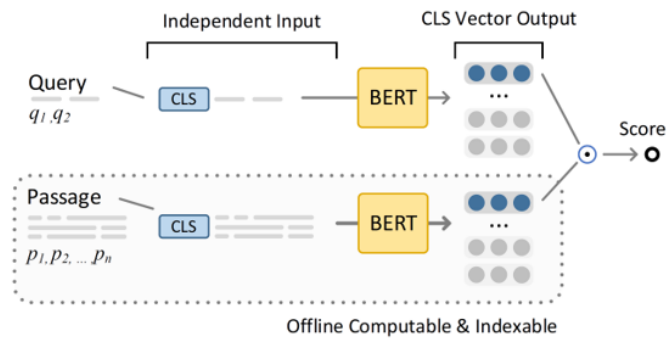 Independent Input
CLS Vector Output
Query
q1,q2
CLS
BERT
...
Score
Passage
p1,p2, ... ,pn
CLS
BERT
...
Offline Computable & Indexable